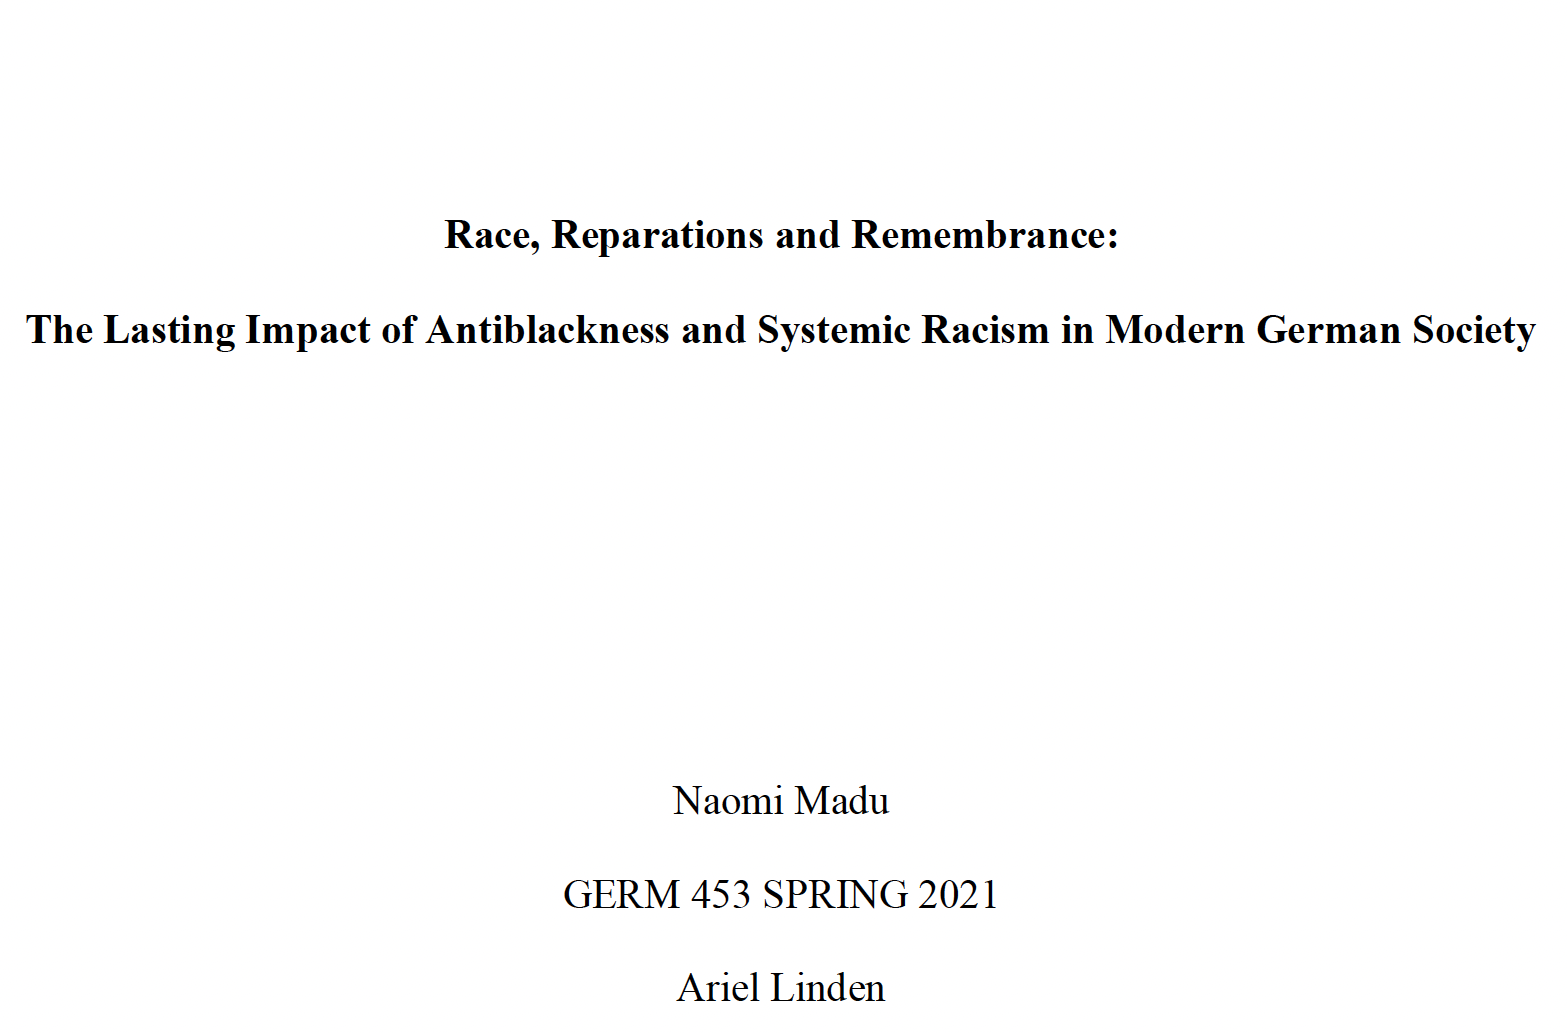 Race, Reparations and Remembrance:
The Lasting Impact of Antiblackness and Systemic Racism in Modern German Society
Naomi Madu
GERM 453 SPRING 2021
Ariel Linden